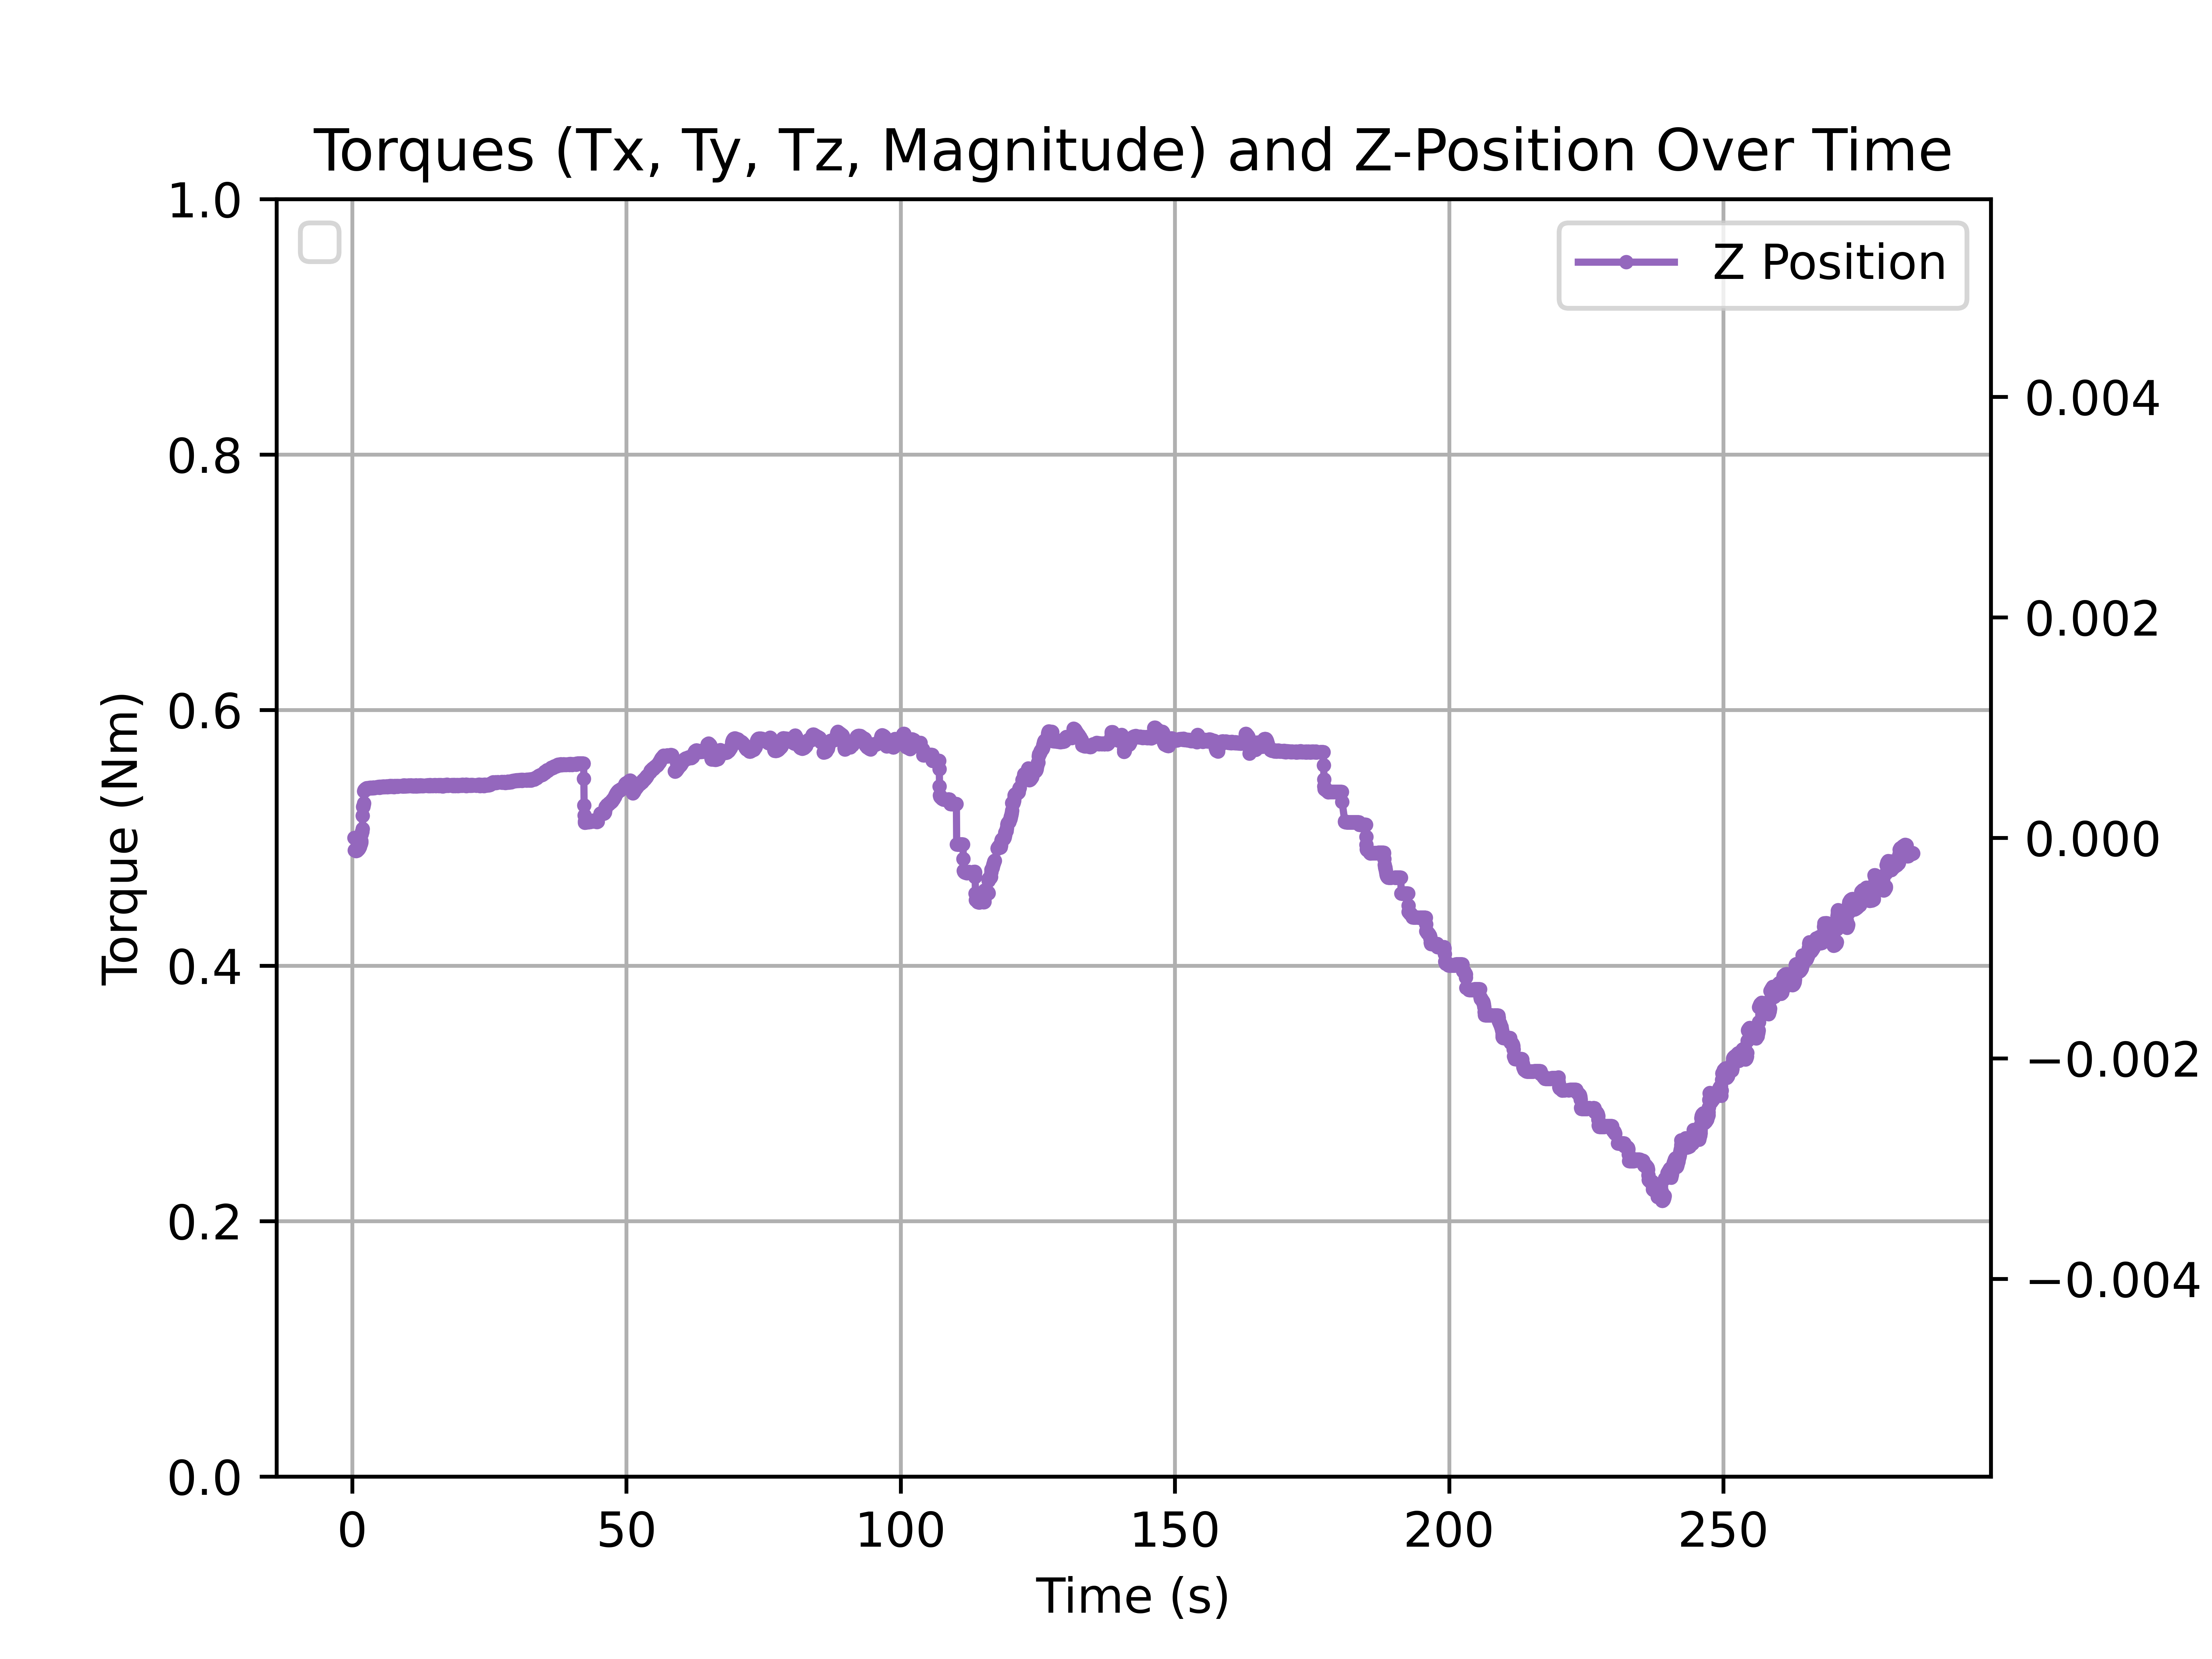 Torques (Tx, Ty, Tz, Magnitude) and Z-Position Over Time
Z Position
Torque (Nm)
1.0
0.8
0.6
0.4
0.2
0.0
0.004
0.002
0.000
−0.002
−0.004
0 50 100 150 200 250
Time (s)